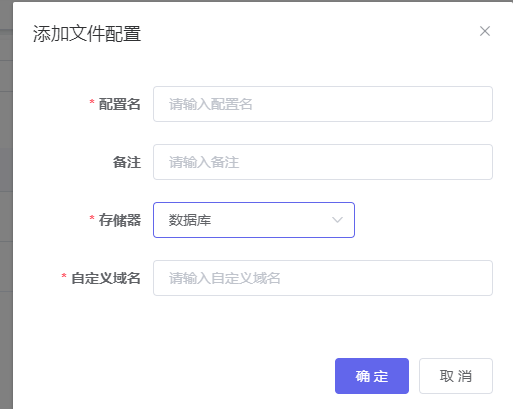 添加文件配置
* 配置名 请输入配置名
备注 请输入备注
* 存储器 数据库
* 自定义域名 请输入自定义域名
确 定 取 消